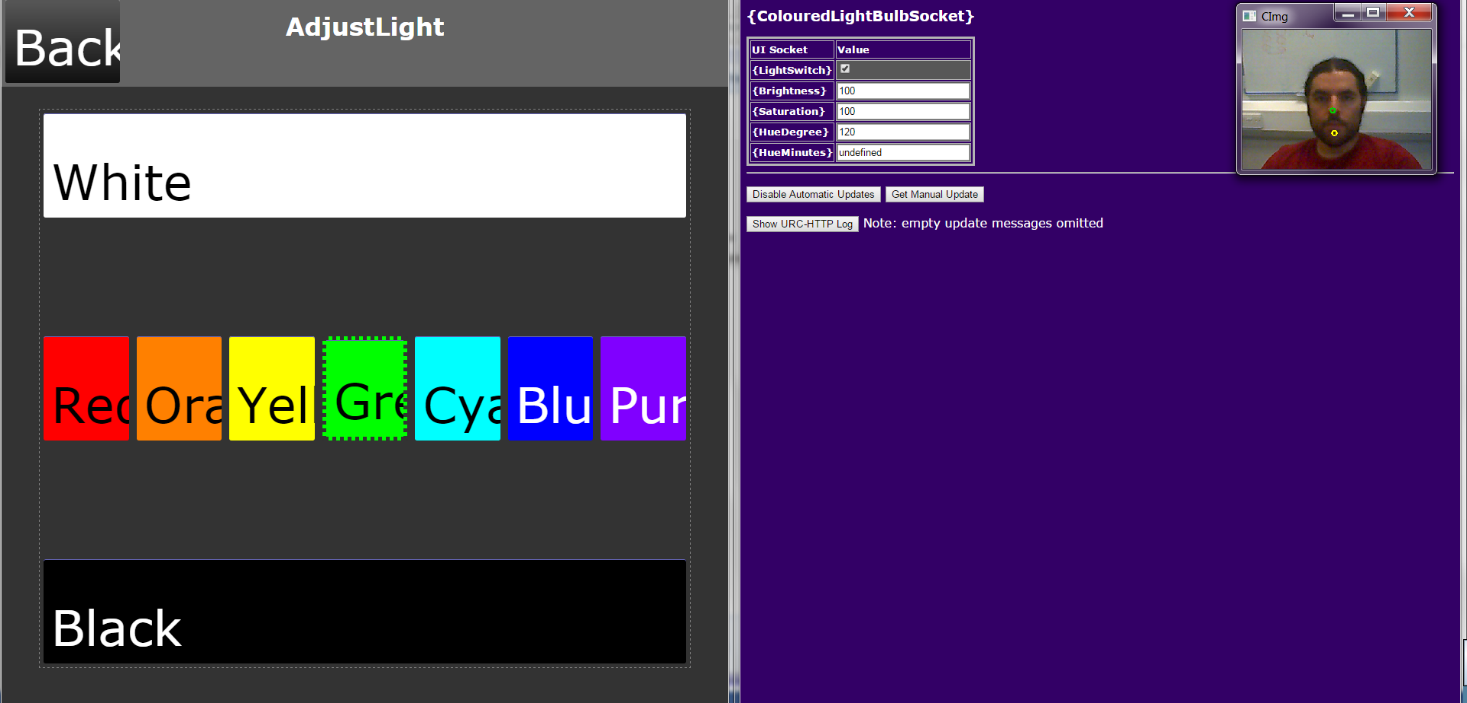 Back
AdjustLight
White
Red
Ora
Yel
Gre
Cya
Blu
Pur
Black
{ColouredLightBulbSocket}
UI Socket Value
{LightSwitch}
{Brightness} 100
{Saturation} 100
{HueDegree} 120
{HueMinutes} undefined
Disable Automatic Updates Get Manual Update
Show URC-HTTP Log Note: empty update messages omitted
CImg